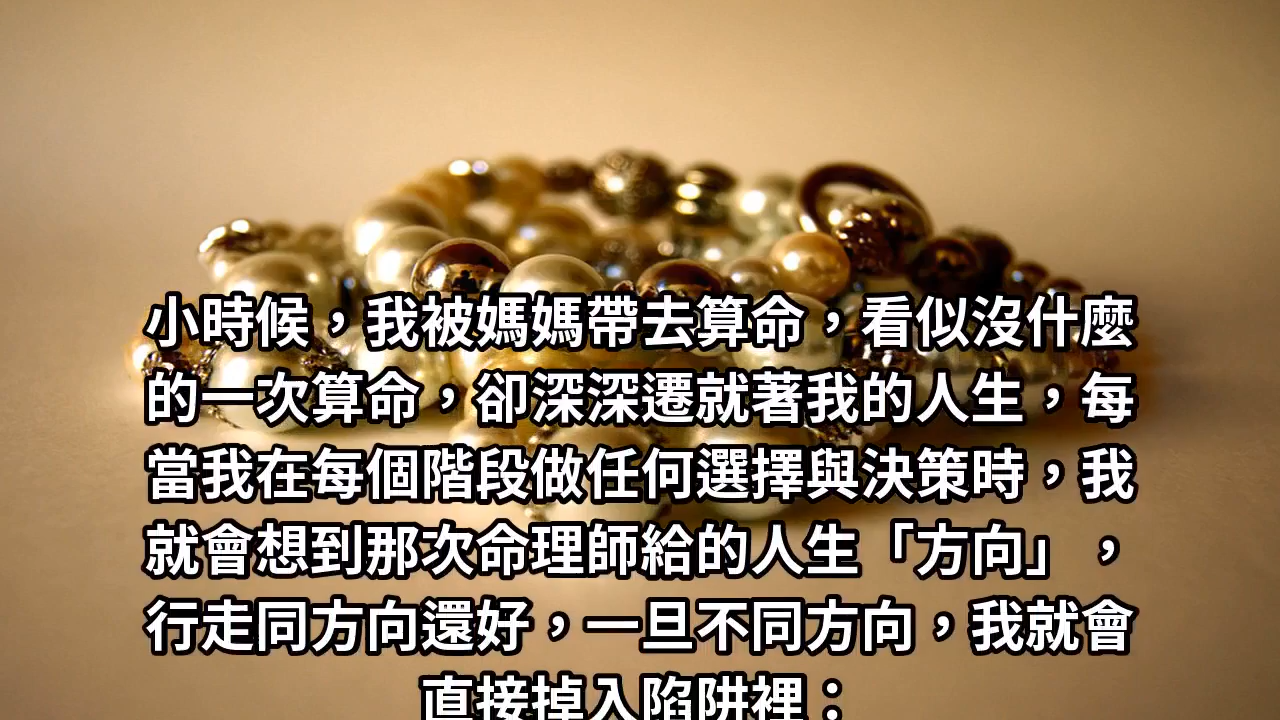 小時候，我被媽媽帶去算命，看似沒什麼
的一次算命，卻深深遷就著我的人生，每
當我在每個階段做任何選擇與決策時，我
就會想到那次命理師給的人生「方向」，
行走同方向還好，一旦不同方向，我就會
直接掉入陷阱裡：